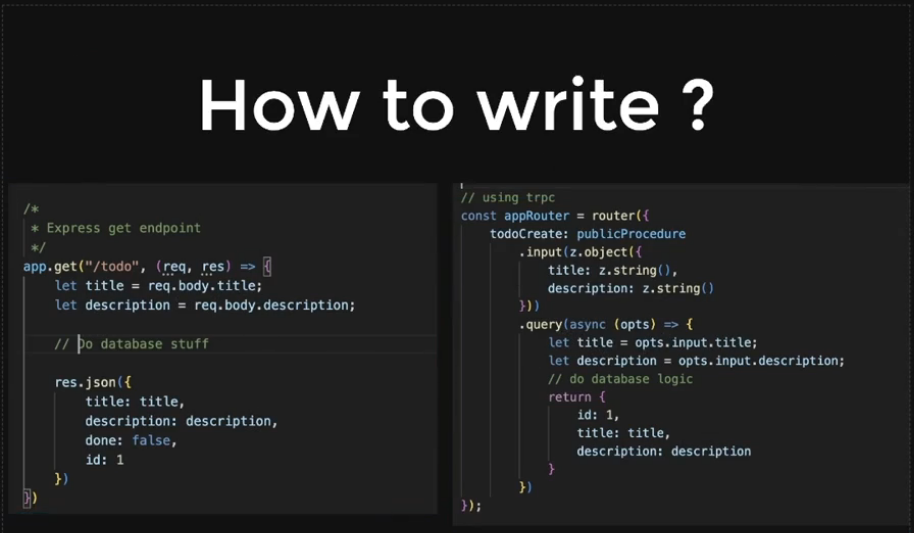 How to write ?
/*
 * Express get endpoint
 */
app.get("/todo", (req, res) => {
    let title = req.body.title;
    let description = req.body.description;

    // Do database stuff

    res.json({
        title: title,
        description: description,
        done: false,
        id: 1
    })
})
// using trpc
const appRouter = router({
    todoCreate: publicProcedure
        .input(z.object({
            title: z.string(),
            description: z.string()
        }))
        .query(async (opts) => {
            let title = opts.input.title;
            let description = opts.input.description;
            // do database logic
            return {
                id: 1,
                title: title,
                description: description
            }
        })
});